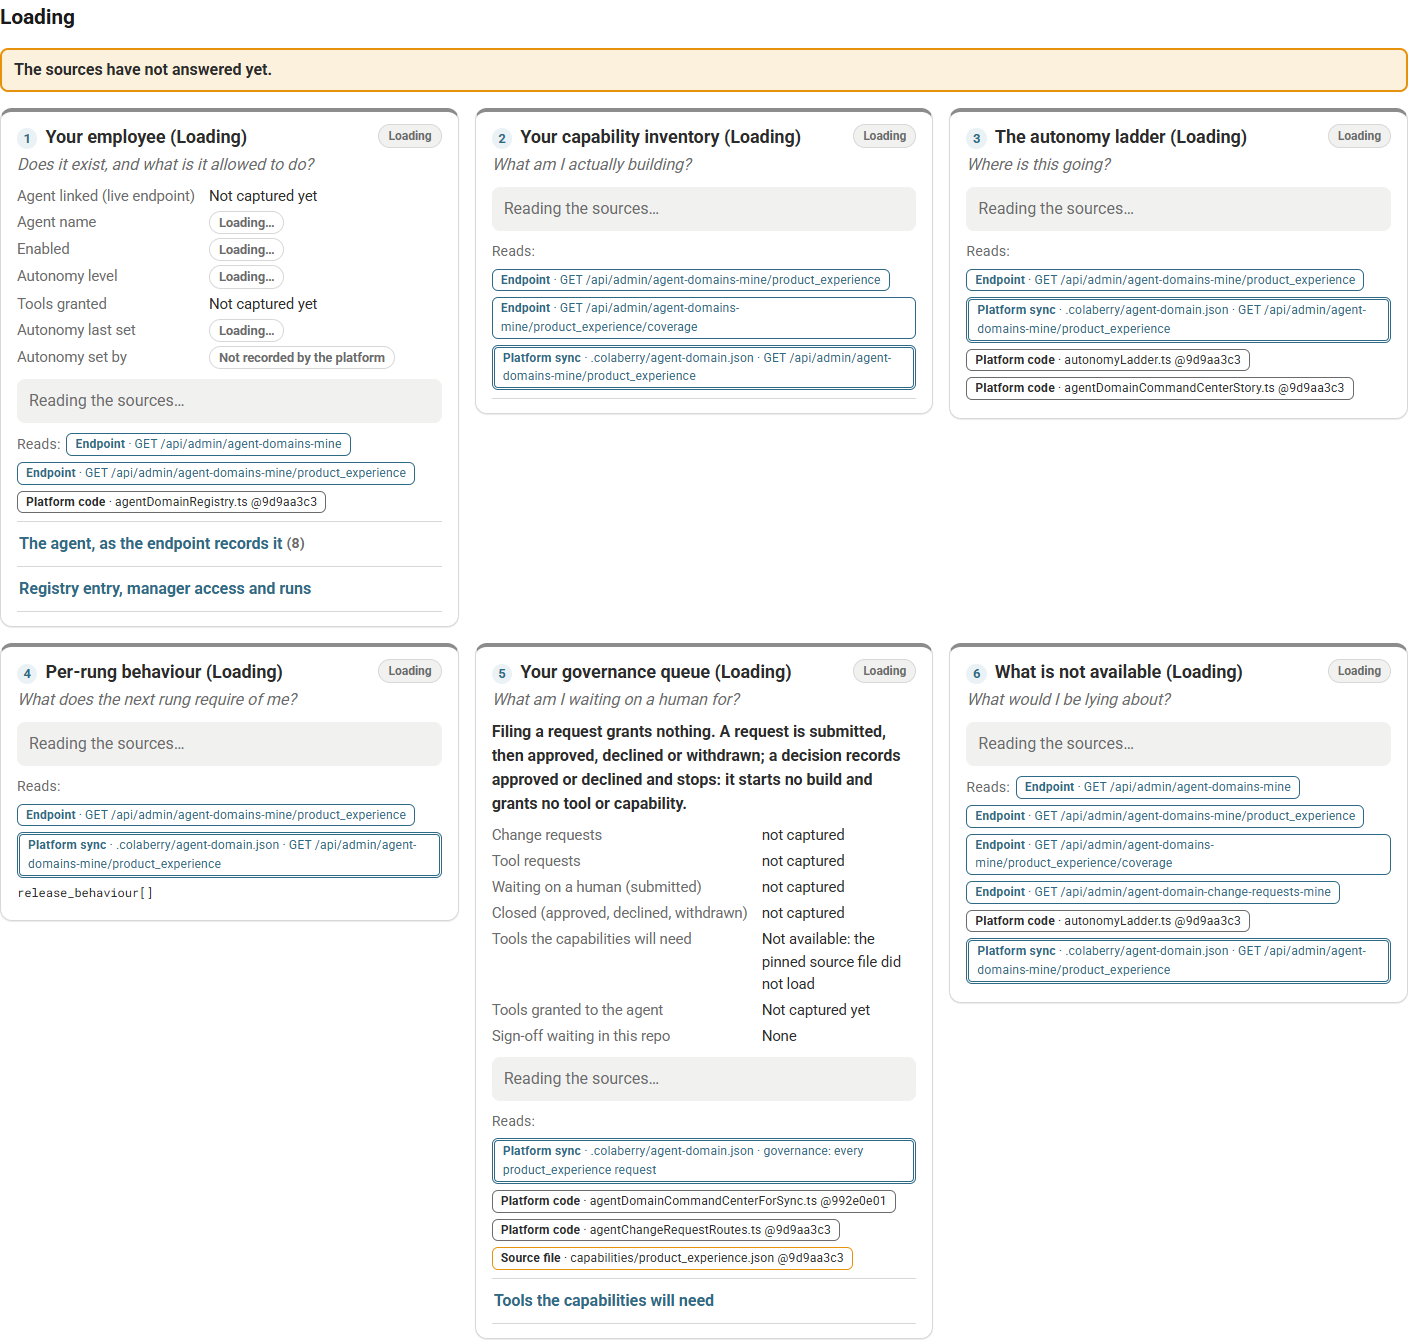 Loading
The sources have not answered yet.
1 Your employee (Loading) Loading
Does it exist, and what is it allowed to do?
Agent linked (live endpoint) Not captured yet
Agent name Loading...
Enabled Loading...
Autonomy level Loading...
Tools granted Not captured yet
Autonomy last set Loading...
Autonomy set by Not recorded by the platform
Reading the sources...
Reads: Endpoint · GET /api/admin/agent-domains-mine
Endpoint · GET /api/admin/agent-domains-mine/product_experience
Platform code · agentDomainRegistry.ts @9d9aa3c3
The agent, as the endpoint records it (8)
Registry entry, manager access and runs
2 Your capability inventory (Loading) Loading
What am I actually building?
Reading the sources...
Reads:
Endpoint · GET /api/admin/agent-domains-mine/product_experience
Endpoint · GET /api/admin/agent-domains-
mine/product_experience/coverage
Platform sync · .colaberry/agent-domain.json · GET /api/admin/agent-
domains-mine/product_experience
3 The autonomy ladder (Loading) Loading
Where is this going?
Reading the sources...
Reads:
Endpoint · GET /api/admin/agent-domains-mine/product_experience
Platform sync · .colaberry/agent-domain.json · GET /api/admin/agent-
domains-mine/product_experience
Platform code · autonomyLadder.ts @9d9aa3c3
Platform code · agentDomainCommandCenterStory.ts @9d9aa3c3
4 Per-rung behaviour (Loading) Loading
What does the next rung require of me?
Reading the sources...
Reads:
Endpoint · GET /api/admin/agent-domains-mine/product_experience
Platform sync · .colaberry/agent-domain.json · GET /api/admin/agent-
domains-mine/product_experience
release_behaviour[]
5 Your governance queue (Loading) Loading
What am I waiting on a human for?
Filing a request grants nothing. A request is submitted,
then approved, declined or withdrawn; a decision records
approved or declined and stops: it starts no build and
grants no tool or capability.
Change requests not captured
Tool requests not captured
Waiting on a human (submitted) not captured
Closed (approved, declined, withdrawn) not captured
Tools the capabilities will need Not available: the
pinned source file did
not load
Tools granted to the agent Not captured yet
Sign-off waiting in this repo None
Reading the sources...
Reads:
Platform sync · .colaberry/agent-domain.json · governance: every
product_experience request
Platform code · agentDomainCommandCenterForSync.ts @992e0e01
Platform code · agentChangeRequestRoutes.ts @9d9aa3c3
Source file · capabilities/product_experience.json @9d9aa3c3
Tools the capabilities will need
6 What is not available (Loading) Loading
What would I be lying about?
Reading the sources...
Reads: Endpoint · GET /api/admin/agent-domains-mine
Endpoint · GET /api/admin/agent-domains-mine/product_experience
Endpoint · GET /api/admin/agent-domains-
mine/product_experience/coverage
Endpoint · GET /api/admin/agent-domain-change-requests-mine
Platform code · autonomyLadder.ts @9d9aa3c3
Platform sync · .colaberry/agent-domain.json · GET /api/admin/agent-
domains-mine/product_experience